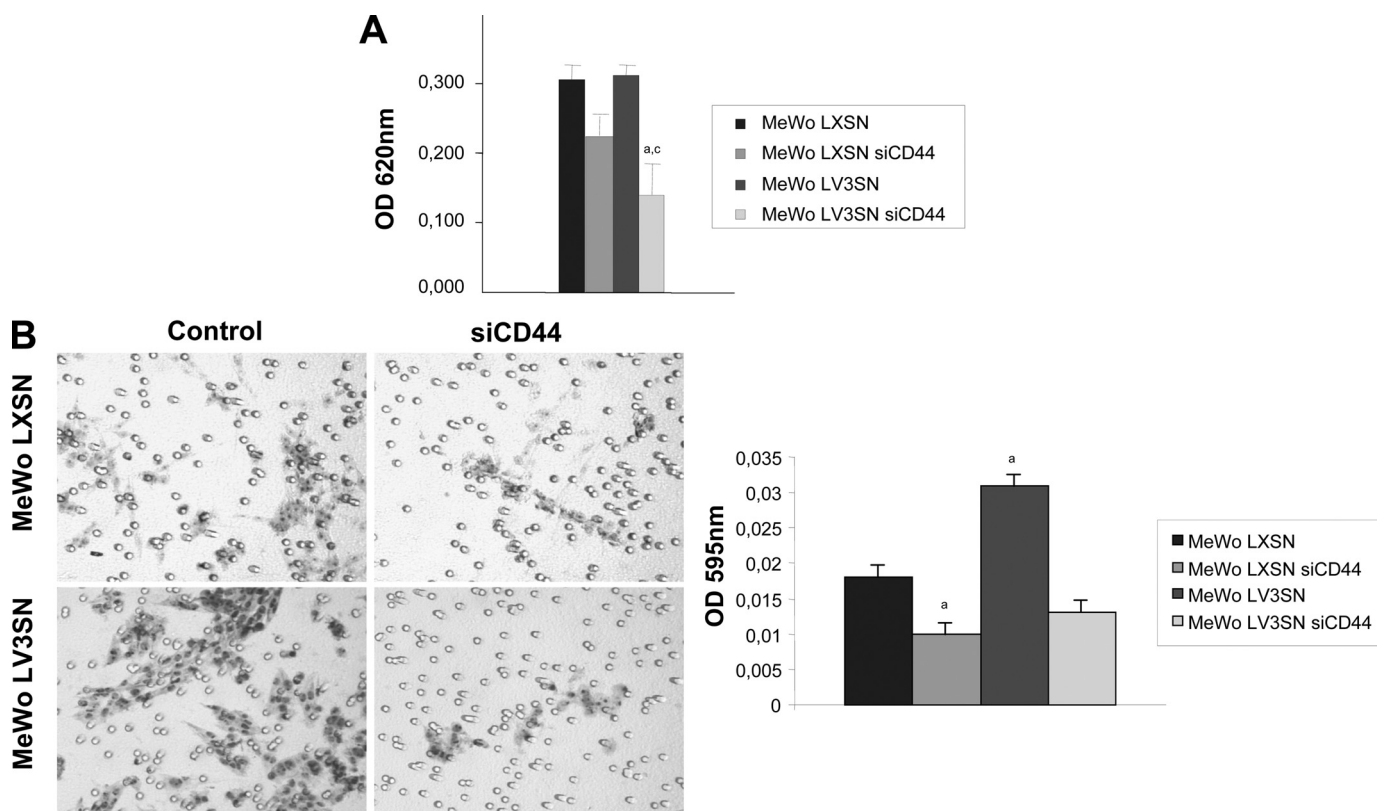 A
OD 620nm
0,300
0,200
0,100
0,000
a,c
MeWo LXSN
MeWo LXSN siCD44
MeWo LV3SN
MeWo LV3SN siCD44
B
Control
siCD44
MeWo LXSN
MeWo LV3SN
OD 595nm
0,035
0,03
0,025
0,02
0,015
0,01
0,005
0
a
a
MeWo LXSN
MeWo LXSN siCD44
MeWo LV3SN
MeWo LV3SN siCD44